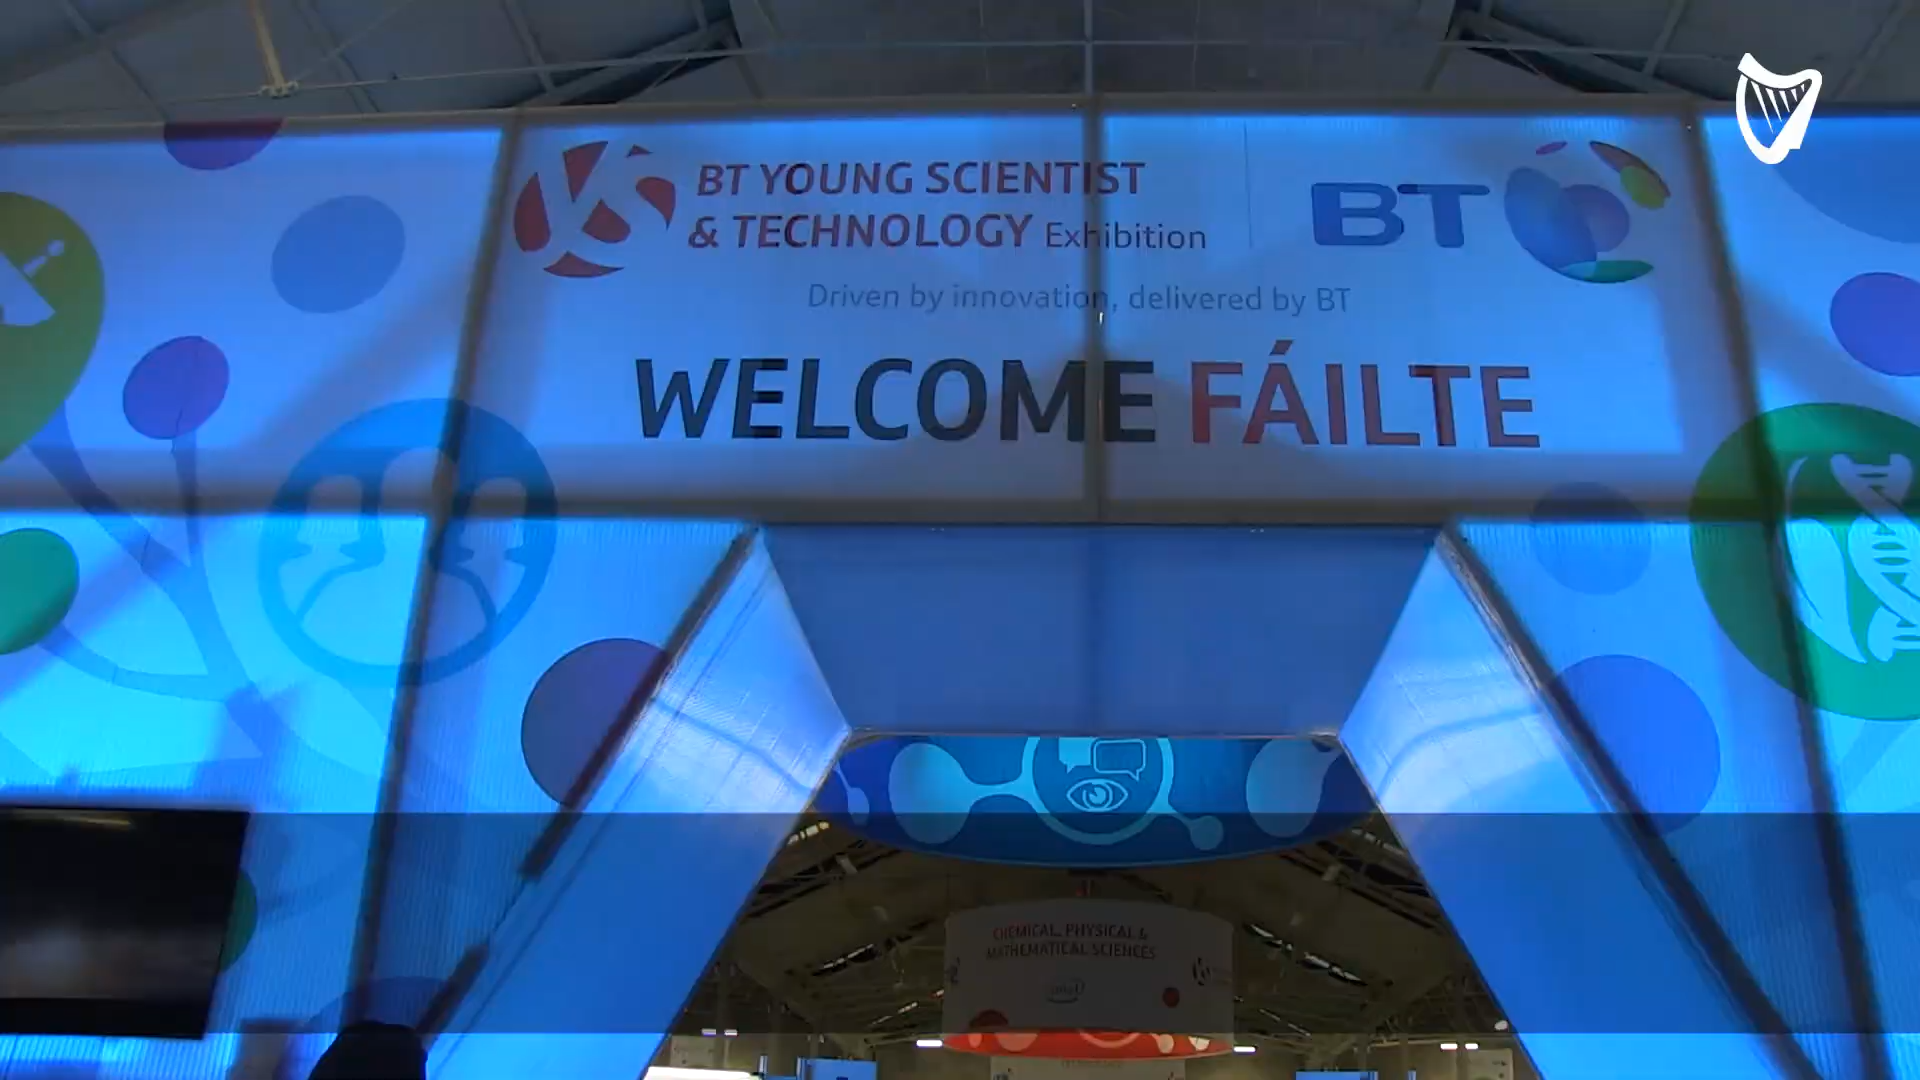 BT YOUNG SCIENTIST
& TECHNOLOGY Exhibition
BT
Driven by innovation, delivered by BT
WELCOME FÁILTE
CHEMICAL, PHYSICAL &
MATHEMATICAL SCIENCES
intel